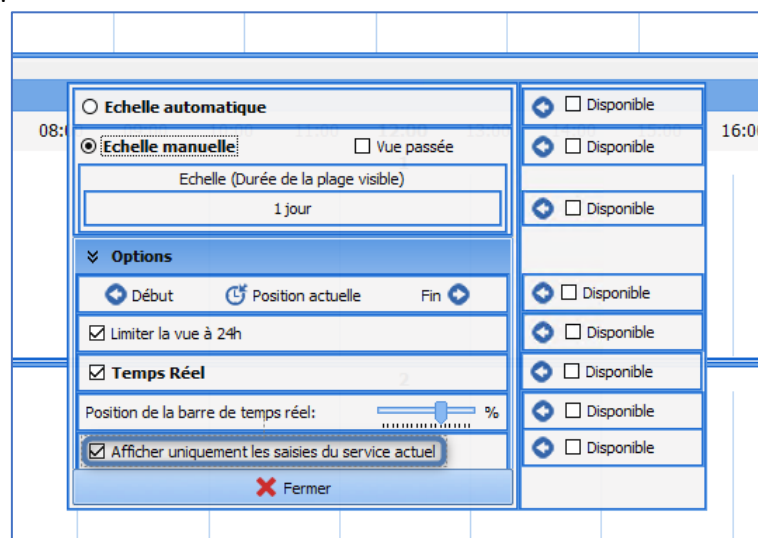 Echelle automatique
Disponible
08:0
16:0
Echelle manuelle
Vue passée
Disponible
Echelle (Durée de la plage visible)
1 jour
Disponible
Options
Début
Position actuelle
Fin
Disponible
Limiter la vue à 24h
Disponible
Temps Réel
Disponible
2
Position de la barre de temps réel:
%
Disponible
Afficher uniquement les saisies du service actuel
Disponible
Fermer